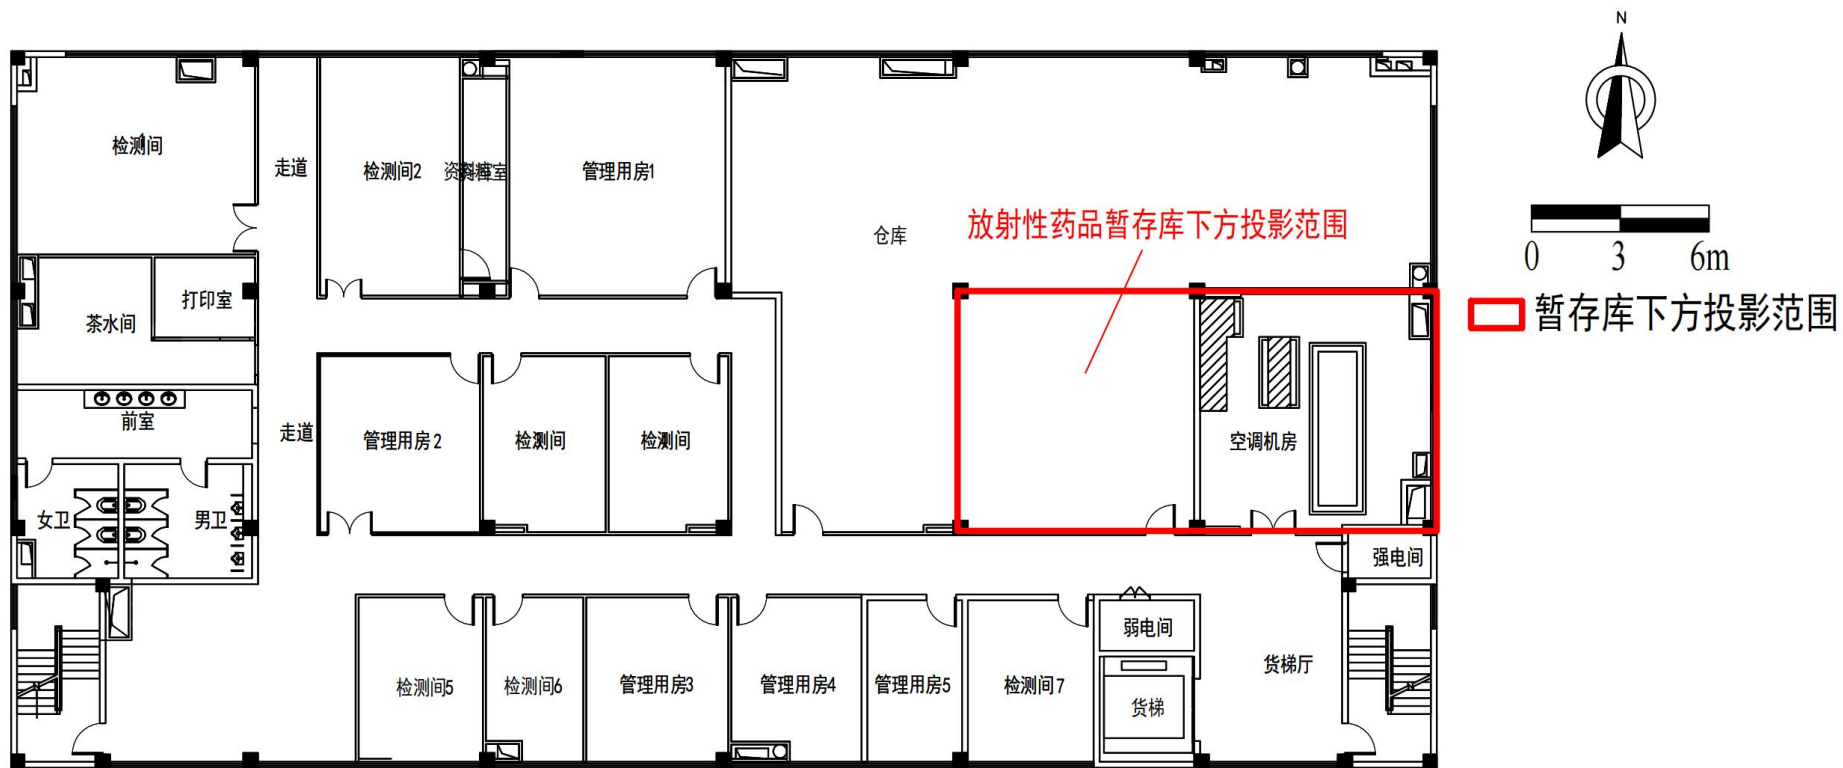 N
检测间1
走道
检测间2
管理用房1
仓库
放射性药品暂存库下方投影范围
0 3 6m
暂存库下方投影范围
打印室
茶水间
前室
走道
管理用房2
检测间
检测间
空调机房
女卫
男卫
强电间
弱电间
检测间5
检测间6
管理用房3
管理用房4
管理用房5
检测间7
货梯
货梯厅